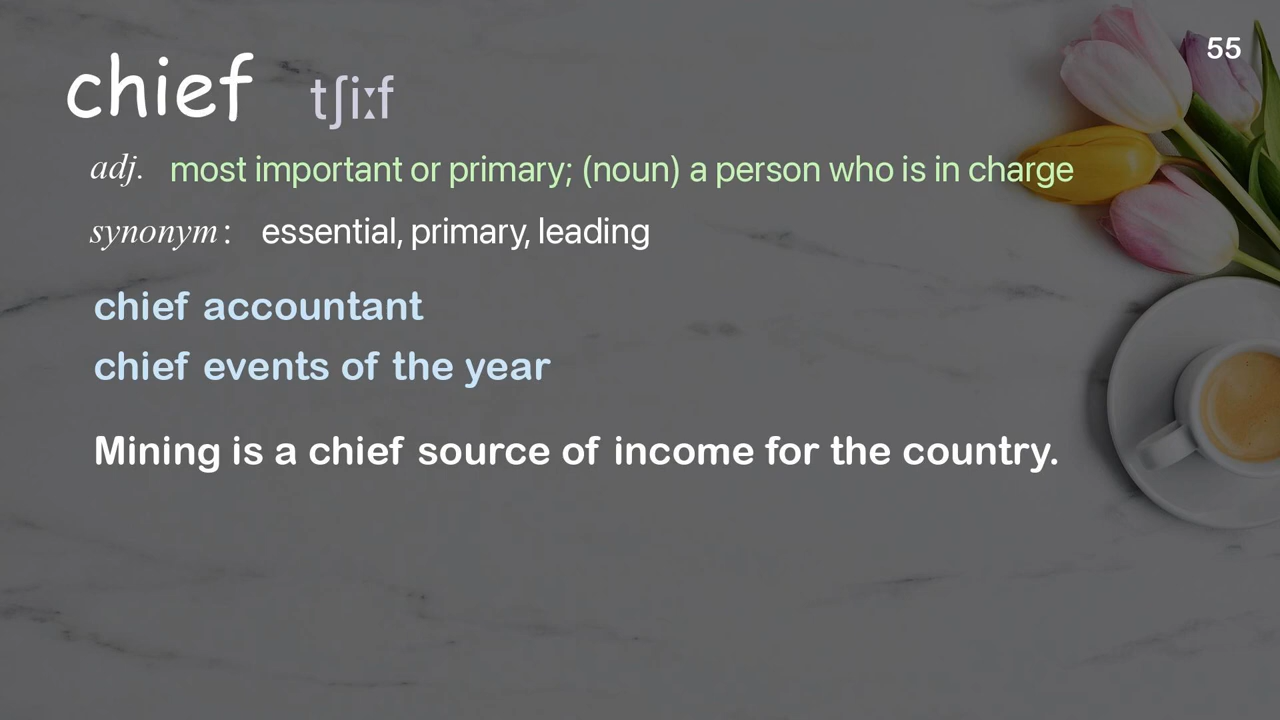 55
chief tʃiːf
adj. most important or primary; (noun) a person who is in charge
synonym: essential, primary, leading
chief accountant
chief events of the year
Mining is a chief source of income for the country.